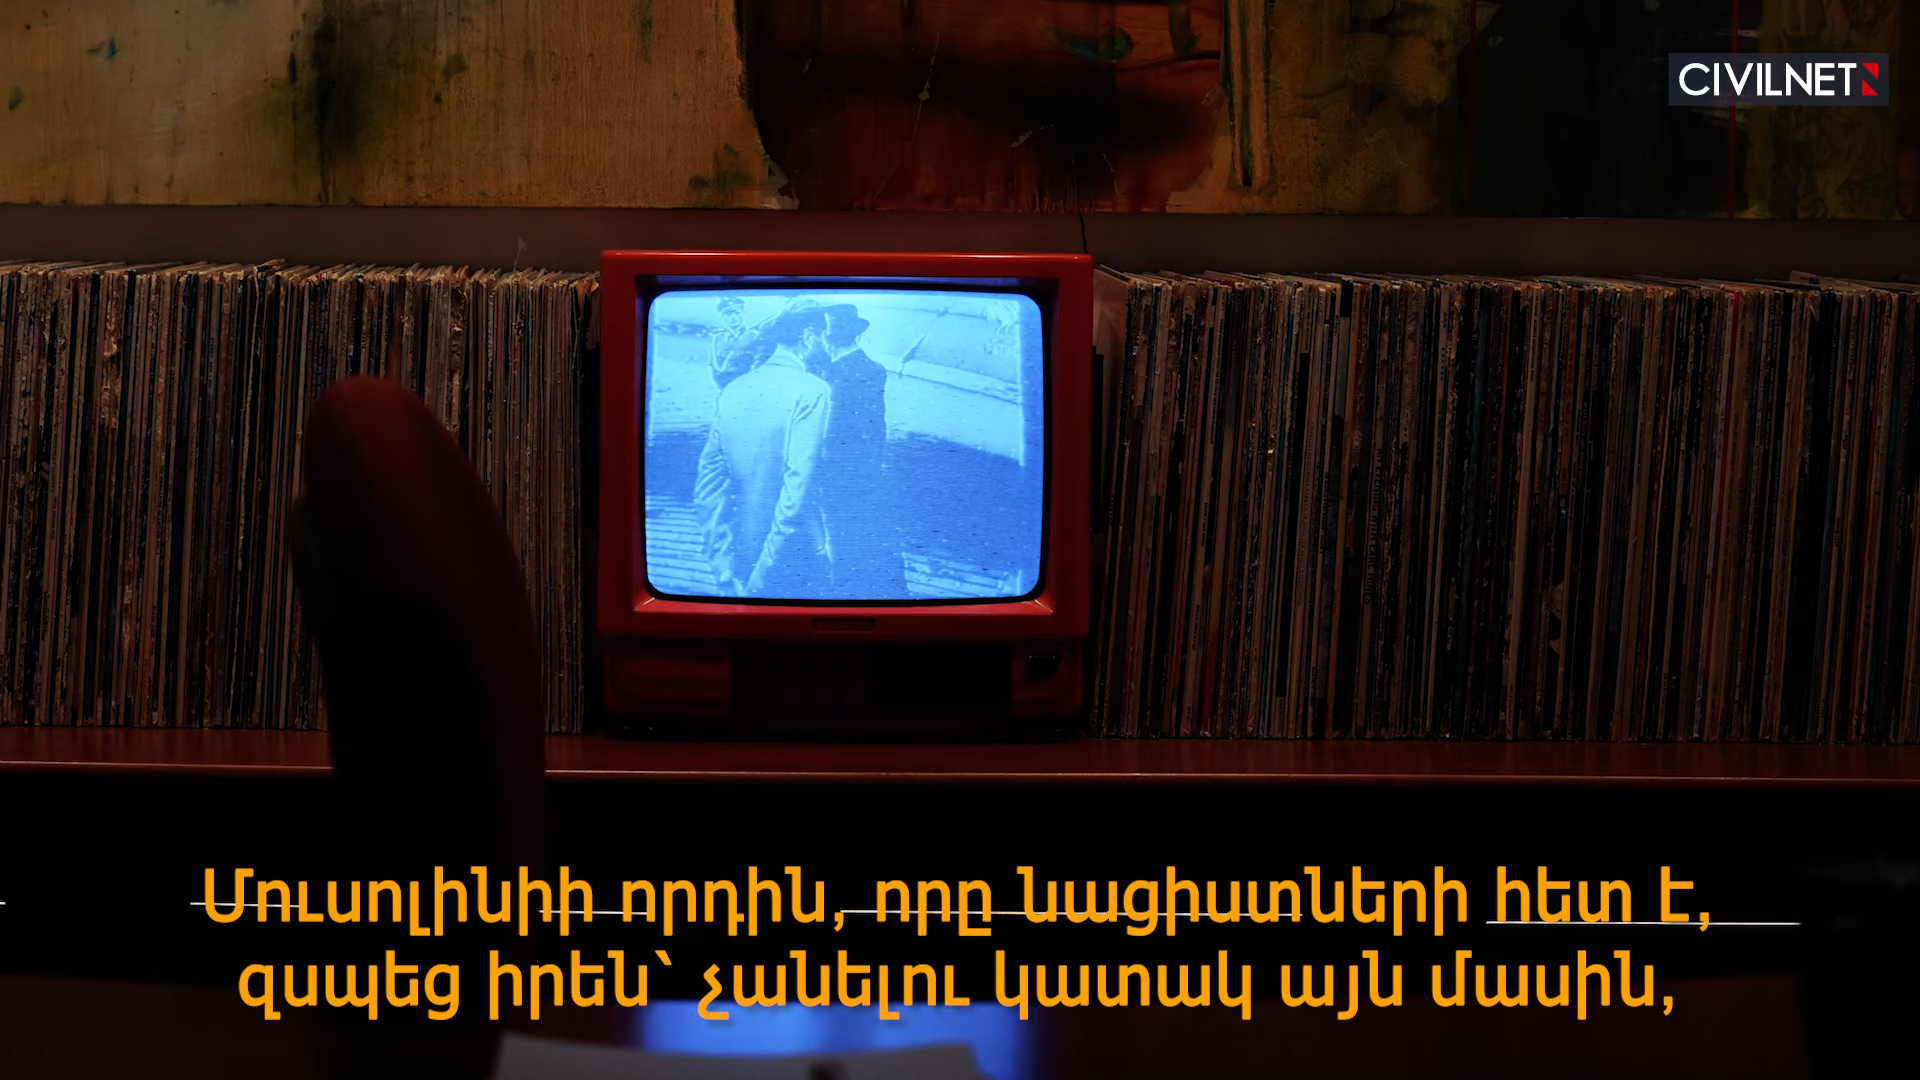 CIVILNET
Մուսոլինիի որդին, որը նացիստների հետ է,
զսպեց իրեն՝ չանելու կատակ այն մասին,